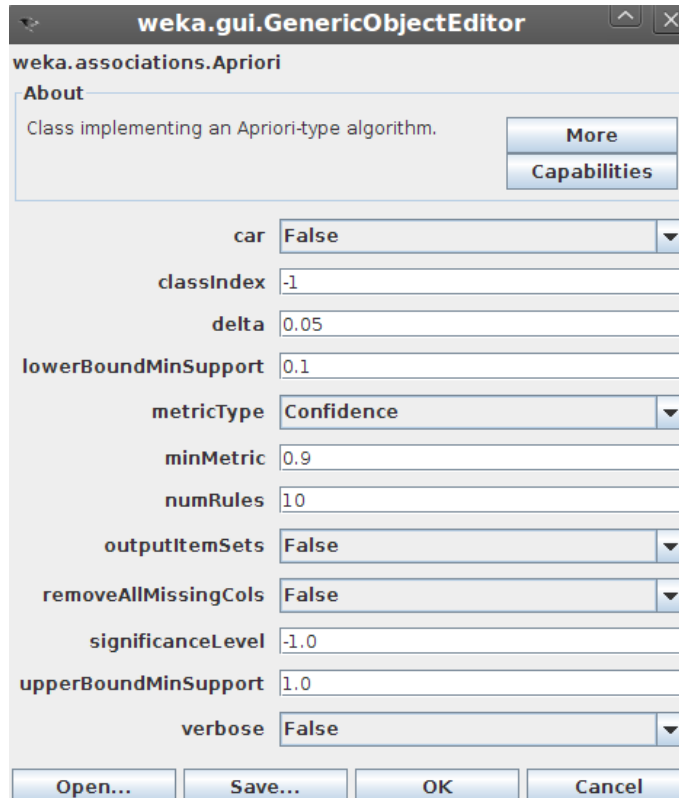 weka.gui.GenericObjectEditor
weka.associations.Apriori
About
Class implementing an Apriori-type algorithm.
More
Capabilities
car False
classIndex -1
delta 0.05
lowerBoundMinSupport 0.1
metricType Confidence
minMetric 0.9
numRules 10
outputItemSets False
removeAllMissingCols False
significanceLevel -1.0
upperBoundMinSupport 1.0
verbose False
Open... Save... OK Cancel